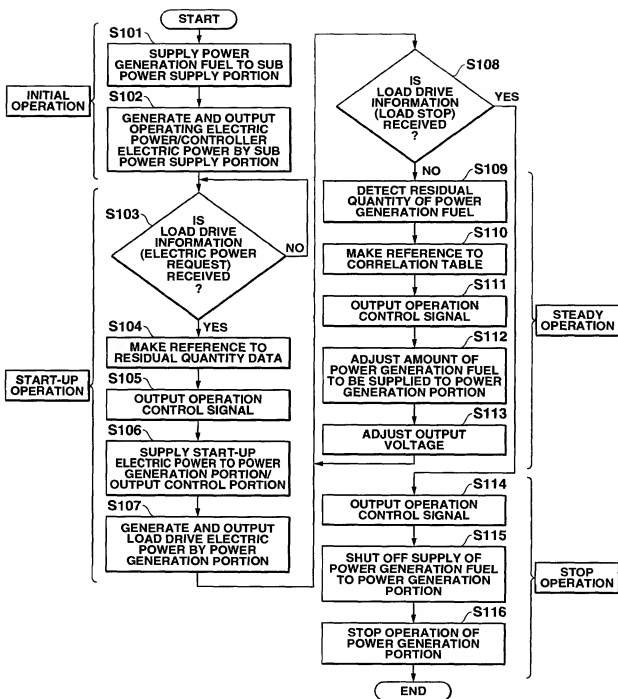 START
S101
SUPPLY POWER
GENERATION FUEL TO SUB
POWER SUPPLY PORTION
INITIAL
OPERATION
S102
GENERATE AND OUTPUT
OPERATING ELECTRIC
POWER/CONTROLLER
ELECTRIC POWER BY SUB
POWER SUPPLY PORTION
S103
IS
LOAD DRIVE
INFORMATION
(ELECTRIC POWER
REQUEST)
RECEIVED
?
NO
YES
S104
MAKE REFERENCE TO
RESIDUAL QUANTITY DATA
START-UP
OPERATION
S105
OUTPUT OPERATION
CONTROL SIGNAL
S106
SUPPLY START-UP
ELECTRIC POWER TO POWER
GENERATION PORTION/
OUTPUT CONTROL PORTION
S107
GENERATE AND OUTPUT
LOAD DRIVE ELECTRIC
POWER BY POWER
GENERATION PORTION
S108
IS
LOAD DRIVE
INFORMATION
(LOAD STOP)
RECEIVED
?
YES
NO
S109
DETECT RESIDUAL
QUANTITY OF POWER
GENERATION FUEL
S110
MAKE REFERENCE TO
CORRELATION TABLE
S111
OUTPUT OPERATION
CONTROL SIGNAL
STEADY
OPERATION
S112
ADJUST AMOUNT OF
POWER GENERATION FUEL
TO BE SUPPLIED TO POWER
GENERATION PORTION
S113
ADJUST OUTPUT
VOLTAGE
S114
OUTPUT OPERATION
CONTROL SIGNAL
S115
SHUT OFF SUPPLY OF
POWER GENERATION FUEL
TO POWER GENERATION
PORTION
STOP
OPERATION
S116
STOP OPERATION OF
POWER GENERATION
PORTION
END